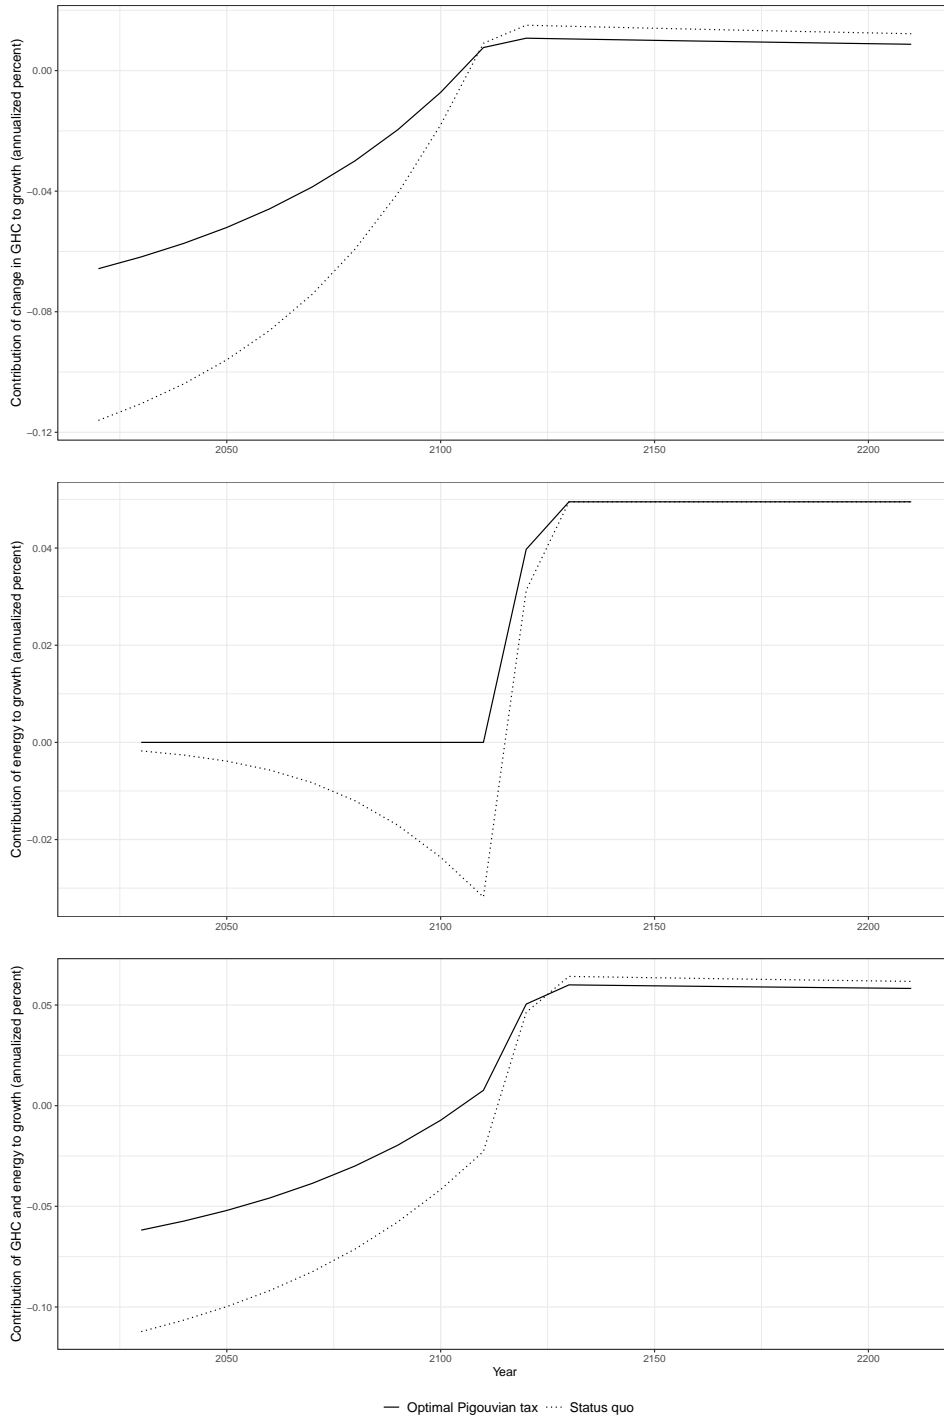 Contribution of change in GHC to growth (annualized percent)
0.00
−0.04
−0.08
−0.12
2050 2100 2150 2200
Contribution of energy to growth (annualized percent)
0.04
0.02
0.00
−0.02
2050 2100 2150 2200
Contribution of GHC and energy to growth (annualized percent)
0.05
0.00
−0.05
−0.10
2050 2100 2150 2200
Year
Optimal Pigouvian tax Status quo